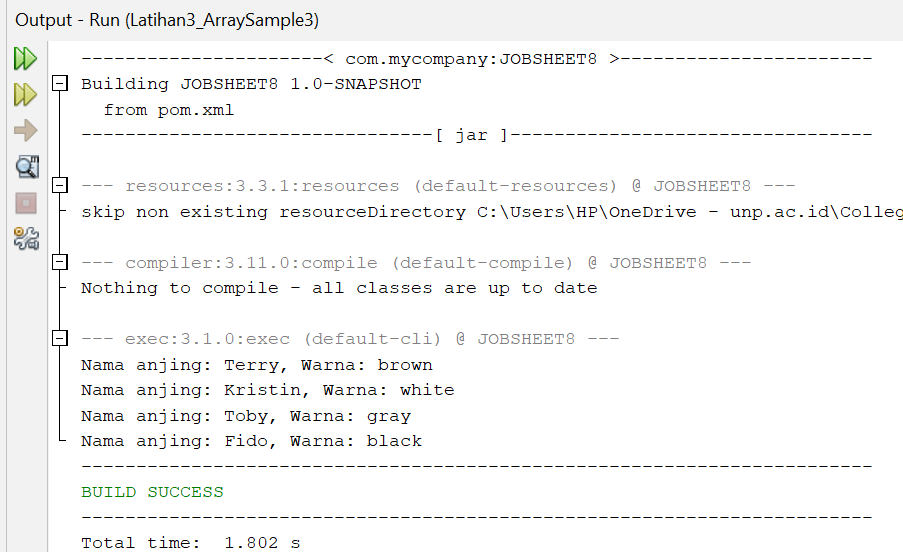 Output - Run (Latihan3_ArraySample3)
----------------------< com.mycompany:JOBSHEET8 >-----------------------
Building JOBSHEET8 1.0-SNAPSHOT
  from pom.xml
--------------------------------[ jar ]---------------------------------
--- resources:3.3.1:resources (default-resources) @ JOBSHEET8 ---
skip non existing resourceDirectory C:\Users\HP\OneDrive - unp.ac.id\Colleg
--- compiler:3.11.0:compile (default-compile) @ JOBSHEET8 ---
Nothing to compile - all classes are up to date
--- exec:3.1.0:exec (default-cli) @ JOBSHEET8 ---
Nama anjing: Terry, Warna: brown
Nama anjing: Kristin, Warna: white
Nama anjing: Toby, Warna: gray
Nama anjing: Fido, Warna: black
------------------------------------------------------------------------
BUILD SUCCESS
------------------------------------------------------------------------
Total time:  1.802 s